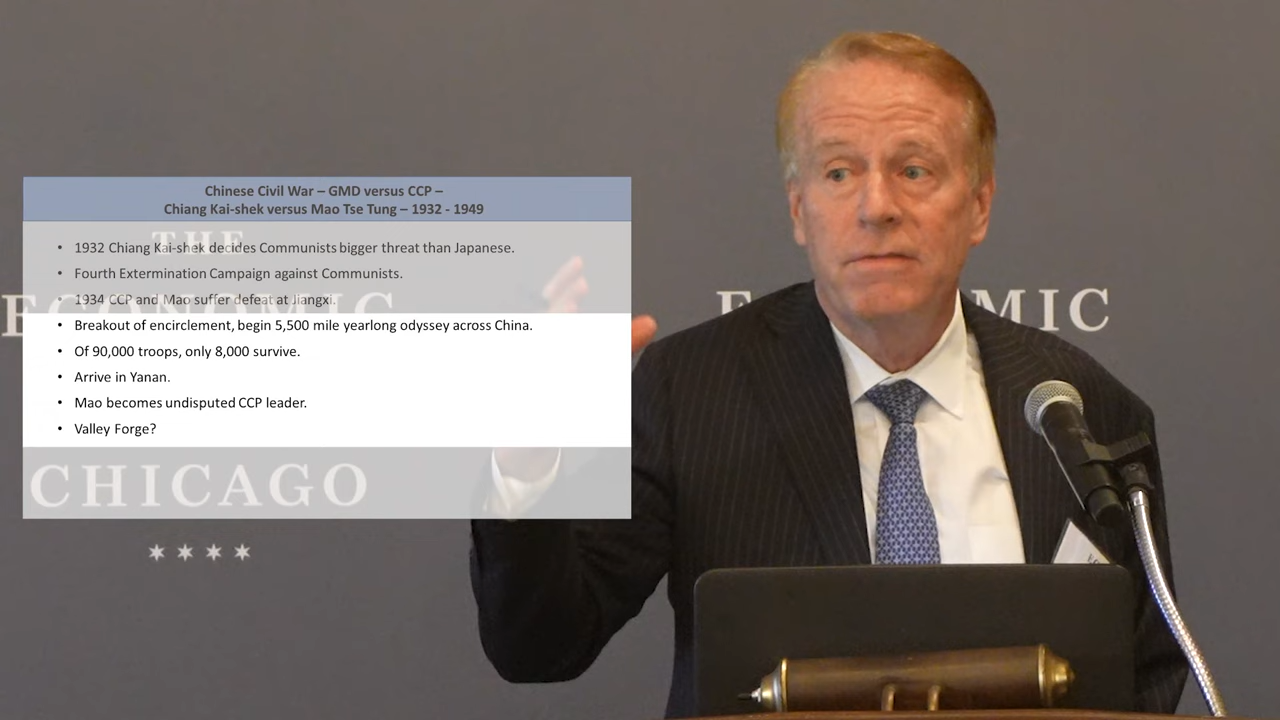 Chinese Civil War – GMD versus CCP –
Chiang Kai-shek versus Mao Tse Tung – 1932 - 1949
• 1932 Chiang Kai-shek decides Communists bigger threat than Japanese.
• Fourth Extermination Campaign against Communists.
• 1934 CCP and Mao suffer defeat at Jiangxi.
• Breakout of encirclement, begin 5,500 mile yearlong odyssey across China.
• Of 90,000 troops, only 8,000 survive.
• Arrive in Yanan.
• Mao becomes undisputed CCP leader.
• Valley Forge?
THE
ECONOMIC
CHICAGO
E
MIC